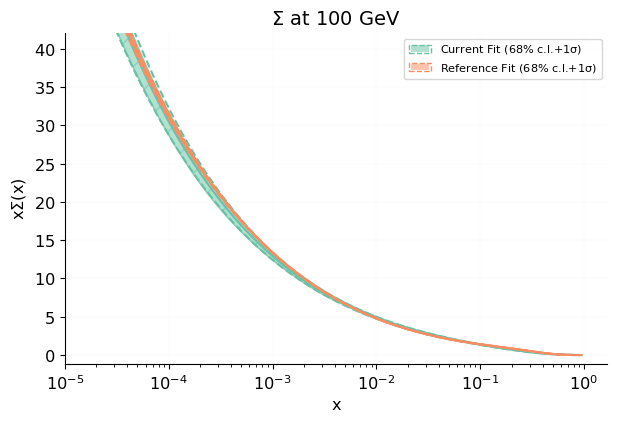 Σ at 100 GeV
Current Fit (68% c.l.+1σ)
Reference Fit (68% c.l.+1σ)
xΣ(x)
40
35
30
25
20
15
10
5
0
10⁻⁵ 10⁻⁴ 10⁻³ 10⁻² 10⁻¹ 10⁰
x